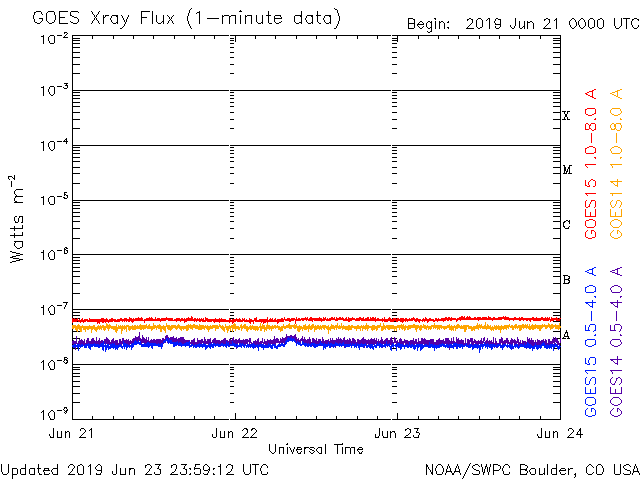 GOES Xray Flux (1-minute data)
Begin: 2019 Jun 21 0000 UTC
Watts m⁻²
10⁻²
10⁻³
10⁻⁴
10⁻⁵
10⁻⁶
10⁻⁷
10⁻⁸
10⁻⁹
X
M
C
B
A
GOES15 1.0-8.0 A
GOES14 1.0-8.0 A
GOES15 0.5-4.0 A
GOES14 0.5-4.0 A
Jun 21 Jun 22 Jun 23 Jun 24
Universal Time
Updated 2019 Jun 23 23:59:12 UTC
NOAA/SWPC Boulder, CO USA